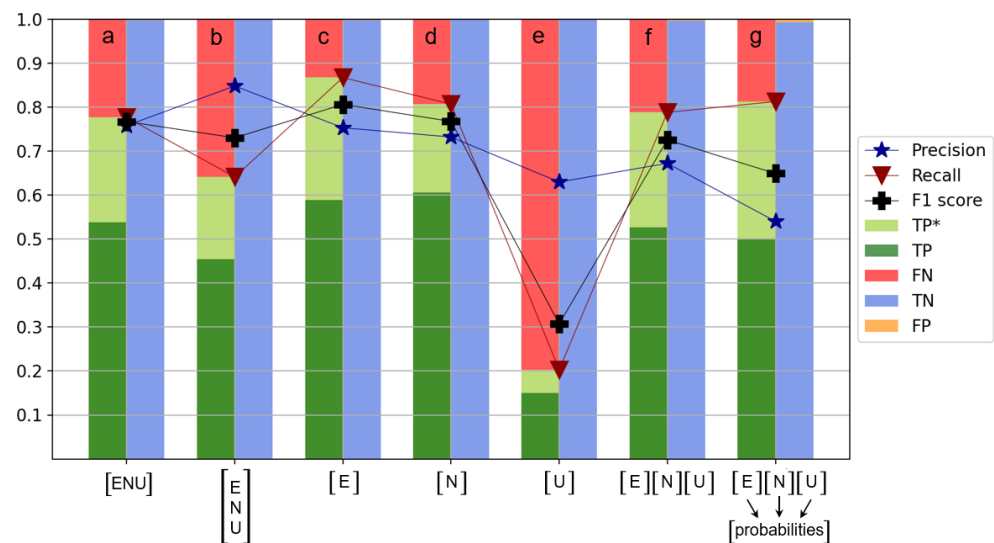 1.0
0.9
0.8
0.7
0.6
0.5
0.4
0.3
0.2
0.1
a b c d e f g
Precision
Recall
F1 score
TP*
TP
FN
TN
FP
[ENU]
[E
N
U]
[E]
[N]
[U]
[E][N][U]
[E][N][U]
[probabilities]